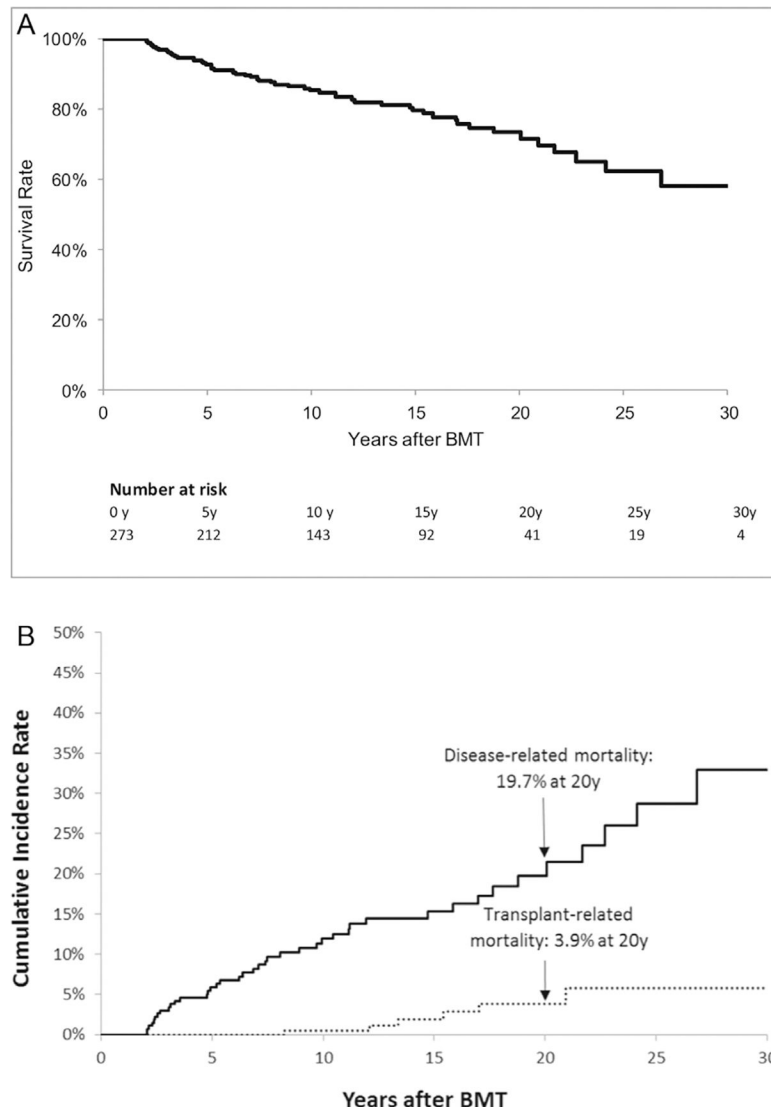 A
100%
80%
60%
40%
20%
0%
Survival Rate
0 5 10 15 20 25 30
Years after BMT
Number at risk
0 y 5y 10 y 15y 20y 25y 30y
273 212 143 92 41 19 4
B
50%
45%
40%
35%
30%
25%
20%
15%
10%
5%
0%
Cumulative Incidence Rate
Disease-related mortality:
19.7% at 20y
Transplant-related
mortality: 3.9% at 20y
0 5 10 15 20 25 30
Years after BMT